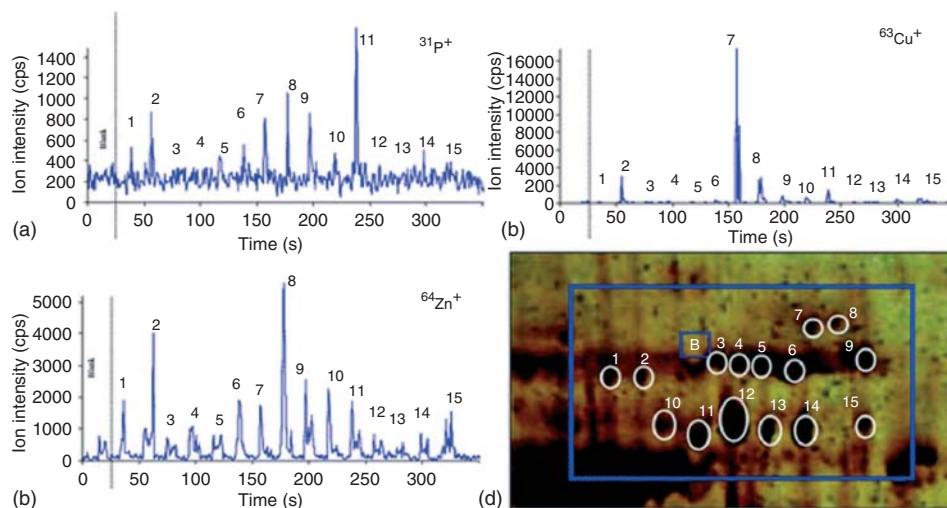 (a)
Ion intensity (cps)
1400
1200
1000
800
600
400
200
0
³¹P⁺
Blank
1 2 3 4 5 6 7 8 9 10 11 12 13 14 15
0 50 100 150 200 250 300
Time (s)
(b)
Ion intensity (cps)
16000
14000
12000
10000
8000
6000
4000
2000
0
⁶³Cu⁺
1 2 3 4 5 6 7 8 9 10 11 12 13 14 15
0 50 100 150 200 250 300
Time (s)
(b)
Ion intensity (cps)
5000
4000
3000
2000
1000
0
⁶⁴Zn⁺
Blank
1 2 3 4 5 6 7 8 9 10 11 12 13 14 15
0 50 100 150 200 250 300
Time (s)
(d)
7 8
B 3 4 5 6 9
1 2
10 11 12 13 14 15